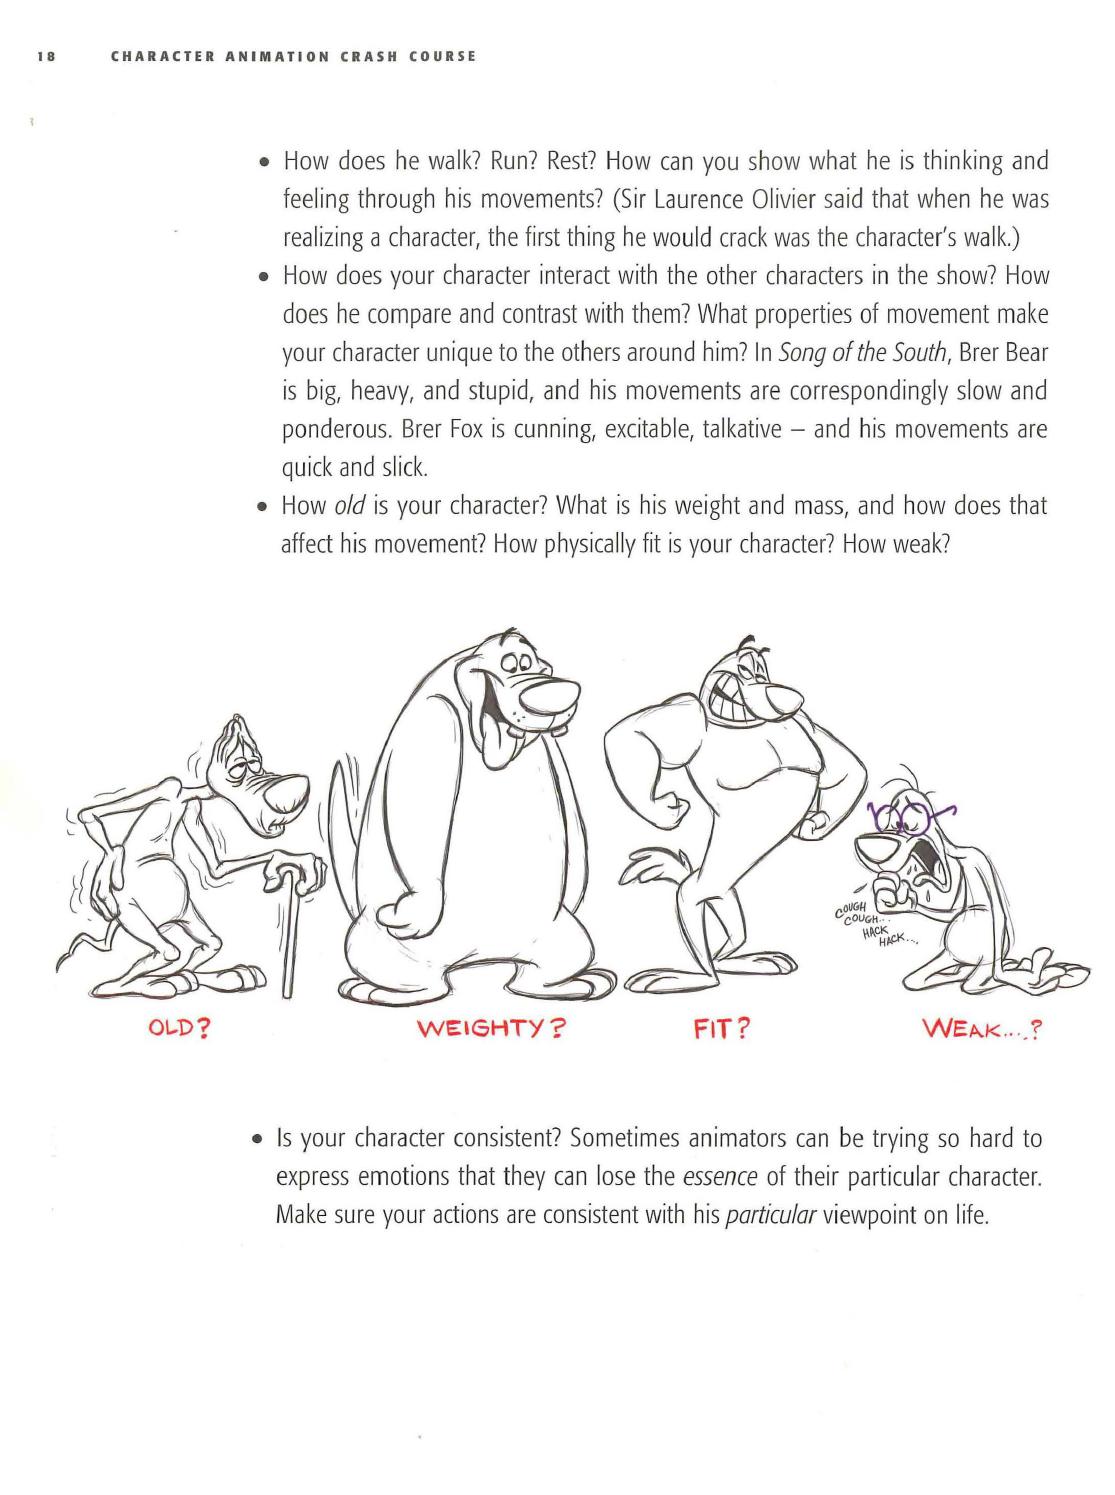 18 CHARACTER ANIMATION CRASH COURSE
• How does he walk? Run? Rest? How can you show what he is thinking and
feeling through his movements? (Sir Laurence Olivier said that when he was
realizing a character, the first thing he would crack was the character's walk.)
• How does your character interact with the other characters in the show? How
does he compare and contrast with them? What properties of movement make
your character unique to the others around him? In Song of the South, Brer Bear
is big, heavy, and stupid, and his movements are correspondingly slow and
ponderous. Brer Fox is cunning, excitable, talkative – and his movements are
quick and slick.
• How old is your character? What is his weight and mass, and how does that
affect his movement? How physically fit is your character? How weak?
COUGH
COUGH...
HACK
HACK....
OLD? WEIGHTY? FIT? WEAK....?
• Is your character consistent? Sometimes animators can be trying so hard to
express emotions that they can lose the essence of their particular character.
Make sure your actions are consistent with his particular viewpoint on life.